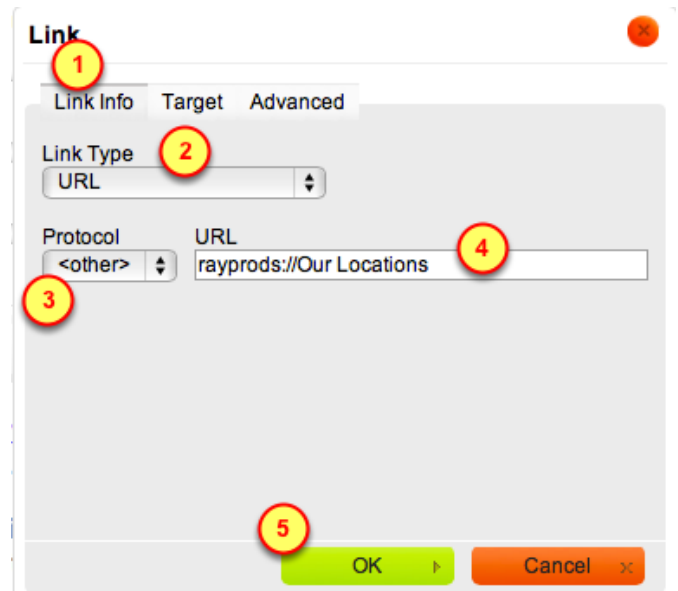 Link
1
Link Info Target Advanced
2
Link Type
URL
Protocol URL
<other> rayprods://Our Locations
4
3
5
OK Cancel